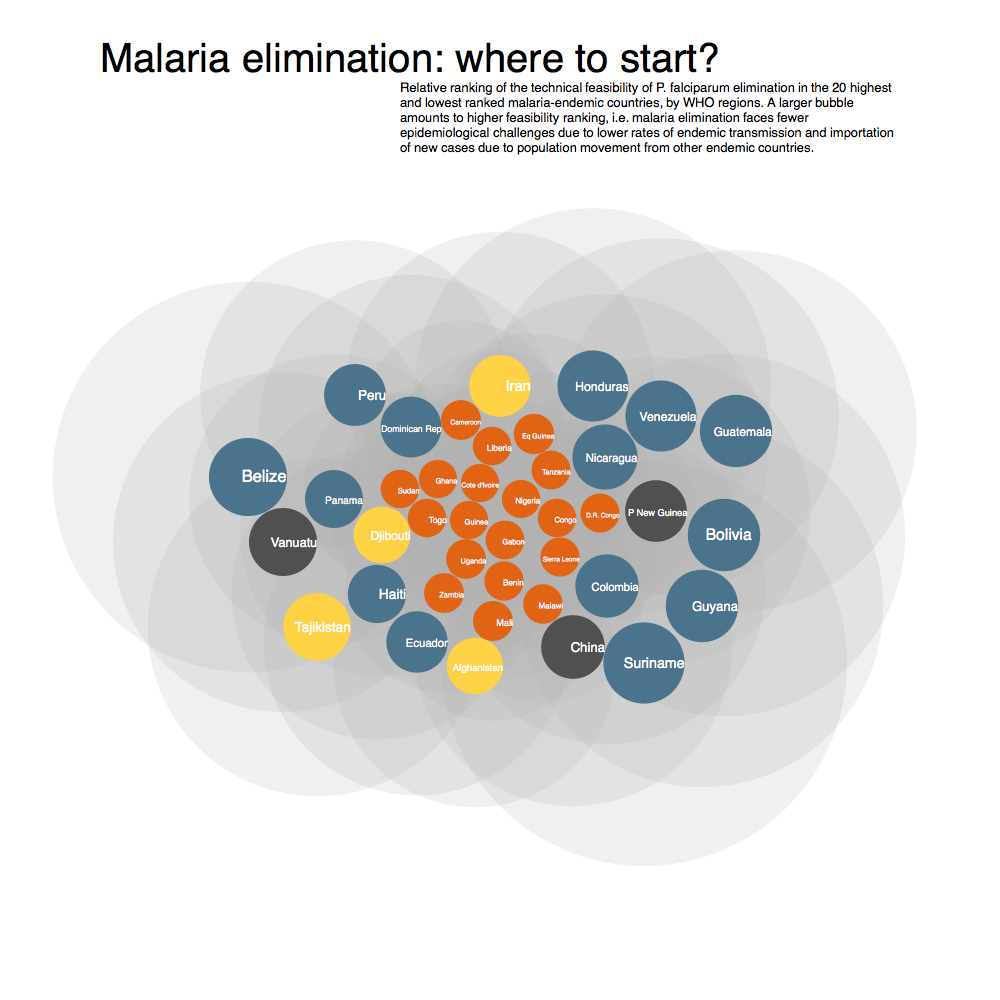 Malaria elimination: where to start?
Relative ranking of the technical feasibility of P. falciparum elimination in the 20 highest
and lowest ranked malaria-endemic countries, by WHO regions. A larger bubble
amounts to higher feasibility ranking, i.e. malaria elimination faces fewer
epidemiological challenges due to lower rates of endemic transmission and importation
of new cases due to population movement from other endemic countries.
Iran
Honduras
Peru
Venezuela
Cameroon
Dominican Rep
Guatemala
Eq Guinea
Liberia
Nicaragua
Tanzania
Belize
Ghana
Cote d'Ivoire
Sudan
Panama
Nigeria
P New Guinea
D.R. Congo
Togo
Guinea
Congo
Djibouti
Bolivia
Vanuatu
Gabon
Sierra Leone
Uganda
Benin
Colombia
Haiti
Zambia
Malawi
Guyana
Mali
Tajikistan
Ecuador
China
Suriname
Afghanistan